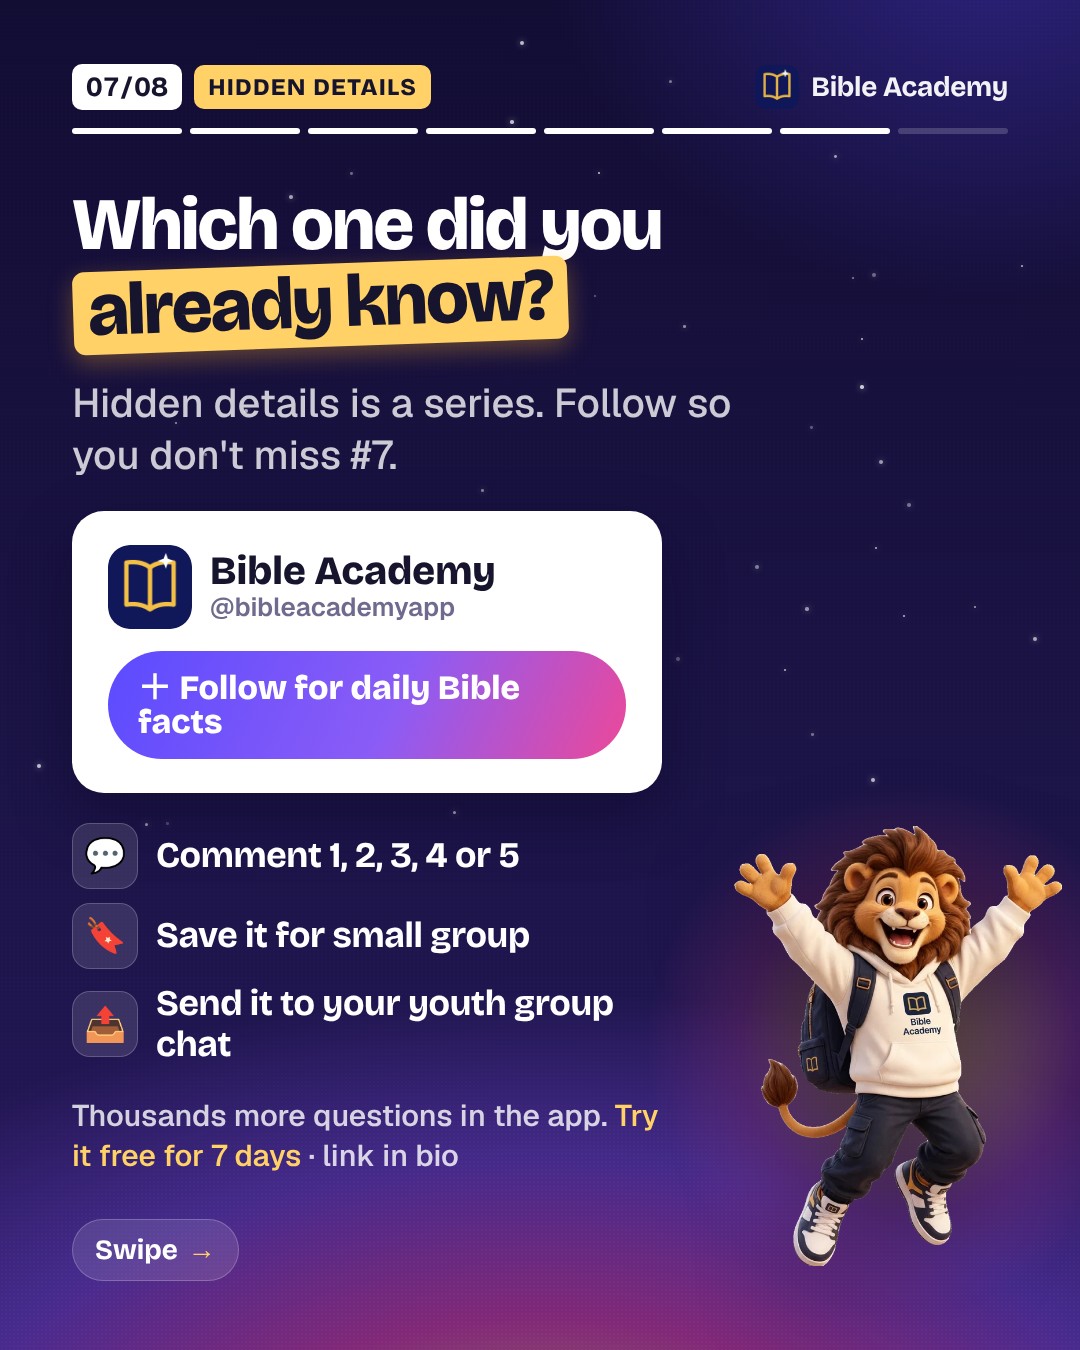 07/08
HIDDEN DETAILS
Bible Academy
Which one did you
already know?
Hidden details is a series. Follow so
you don't miss #7.
Bible Academy
@bibleacademyapp
+ Follow for daily Bible
facts
Comment 1, 2, 3, 4 or 5
Save it for small group
Send it to your youth group
chat
Bible
Academy
Thousands more questions in the app. Try
it free for 7 days · link in bio
Swipe →